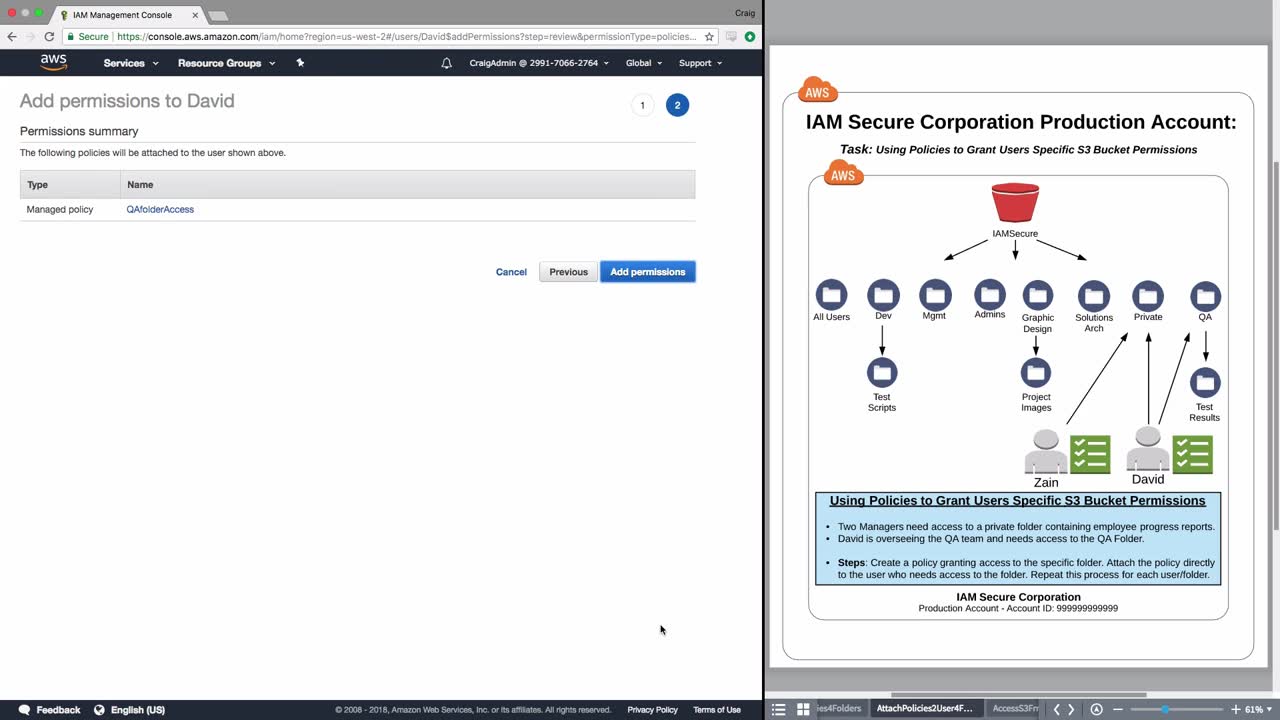 IAM Management Console
Craig
Secure | https://console.aws.amazon.com/iam/home?region=us-west-2#/users/David$addPermissions?step=review&permissionType=policies...
aws
Services
Resource Groups
CraigAdmin @ 2991-7066-2764
Global
Support
Add permissions to David
1
2
Permissions summary
The following policies will be attached to the user shown above.
Type
Name
Managed policy
QAfolderAccess
Cancel
Previous
Add permissions
Feedback
English (US)
© 2008 - 2018, Amazon Web Services, Inc. or its affiliates. All rights reserved.
Privacy Policy
Terms of Use
AWS
IAM Secure Corporation Production Account:
Task: Using Policies to Grant Users Specific S3 Bucket Permissions
AWS
IAMSecure
All Users
Dev
Mgmt
Admins
Graphic
Design
Solutions
Arch
Private
QA
Test
Scripts
Project
Images
Test
Results
Zain
David
Using Policies to Grant Users Specific S3 Bucket Permissions
• Two Managers need access to a private folder containing employee progress reports.
• David is overseeing the QA team and needs access to the QA Folder.
• Steps: Create a policy granting access to the specific folder. Attach the policy directly
to the user who needs access to the folder. Repeat this process for each user/folder.
IAM Secure Corporation
Production Account - Account ID: 999999999999
ies4Folders
AttachPolicies2User4F...
61%